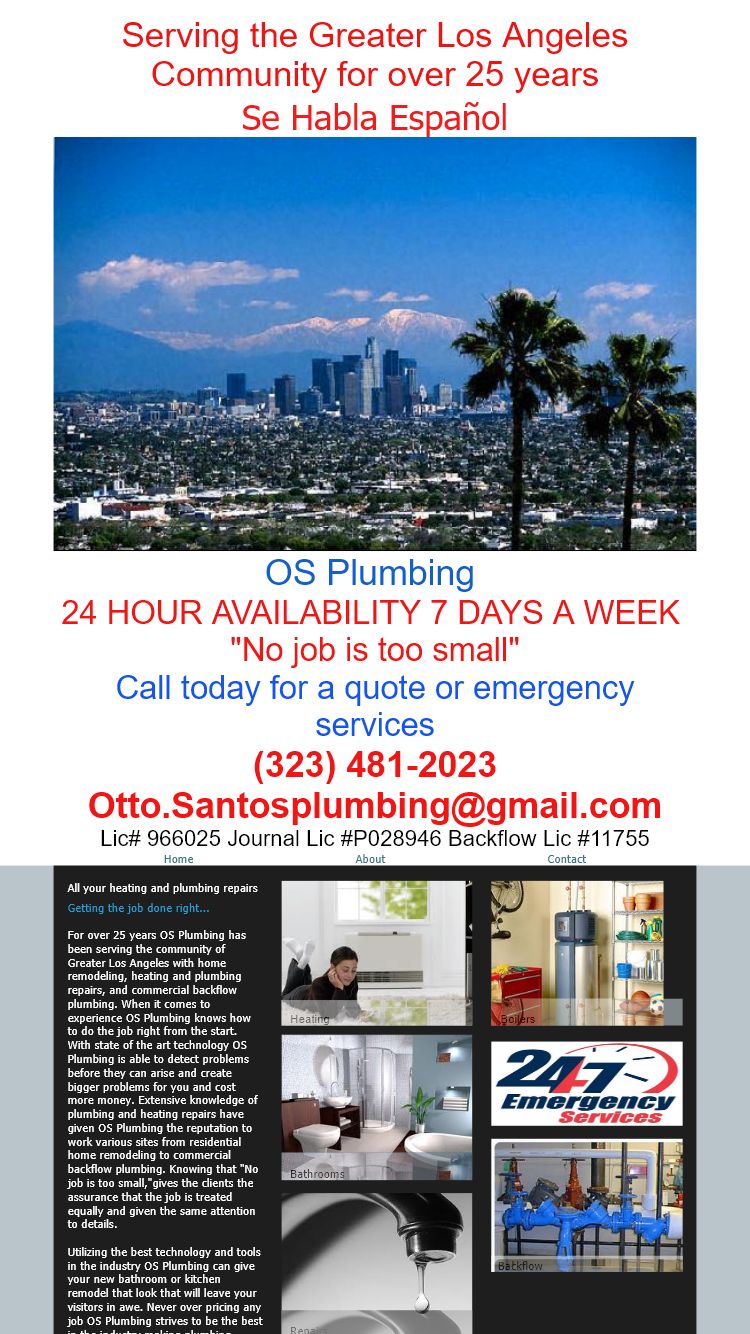 Serving the Greater Los Angeles
Community for over 25 years
Se Habla Español
OS Plumbing
24 HOUR AVAILABILITY 7 DAYS A WEEK
"No job is too small"
Call today for a quote or emergency
services
(323) 481-2023
Otto.Santosplumbing@gmail.com
Lic# 966025 Journal Lic #P028946 Backflow Lic #11755
Home About Contact
All your heating and plumbing repairs
Getting the job done right...
For over 25 years OS Plumbing has
been serving the community of
Greater Los Angeles with home
remodeling, heating and plumbing
repairs, and commercial backflow
plumbing. When it comes to
experience OS Plumbing knows how
to do the job right from the start.
With state of the art technology OS
Plumbing is able to detect problems
before they can arise and create
bigger problems for you and cost
more money. Extensive knowledge of
plumbing and heating repairs have
given OS Plumbing the reputation to
work various sites from residential
home remodeling to commercial
backflow plumbing. Knowing that "No
job is too small,"gives the clients the
assurance that the job is treated
equally and given the same attention
to details.
Utilizing the best technology and tools
in the industry OS Plumbing can give
your new bathroom or kitchen
remodel that look that will leave your
visitors in awe. Never over pricing any
job OS Plumbing strives to be the best
in the industry making plumbing
Heating
Bathrooms
Repairs
Boilers
24-7
Emergency
Services
Backflow